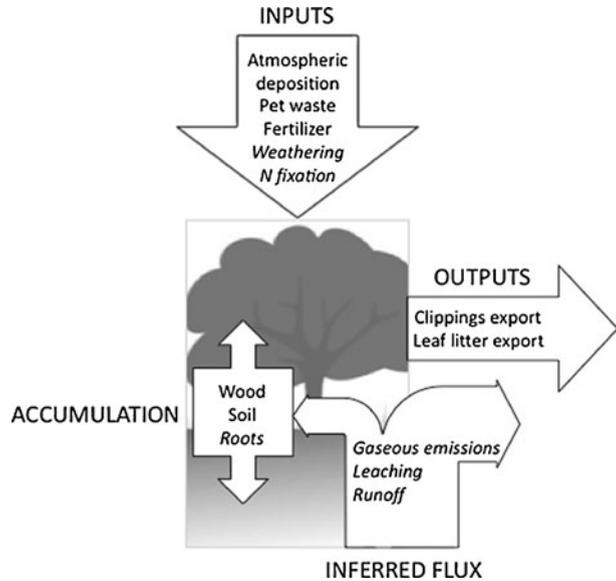 INPUTS
Atmospheric
deposition
Pet waste
Fertilizer
Weathering
N fixation
OUTPUTS
Clippings export
Leaf litter export
ACCUMULATION
Wood
Soil
Roots
Gaseous emissions
Leaching
Runoff
INFERRED FLUX